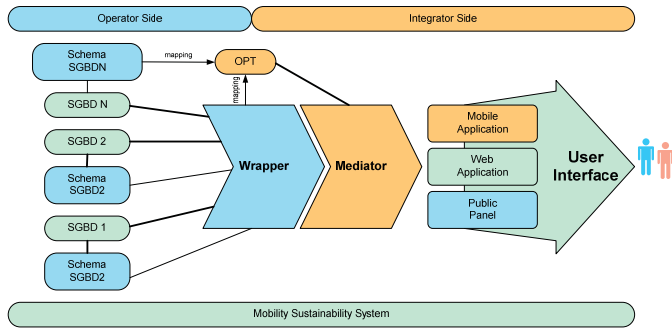 Operator Side
Integrator Side
Schema
SGBDN
mapping
OPT
mapping
SGBD N
SGBD 2
Schema
SGBD2
SGBD 1
Schema
SGBD2
Wrapper
Mediator
Mobile
Application
Web
Application
Public
Panel
User
Interface
Mobility Sustainability System